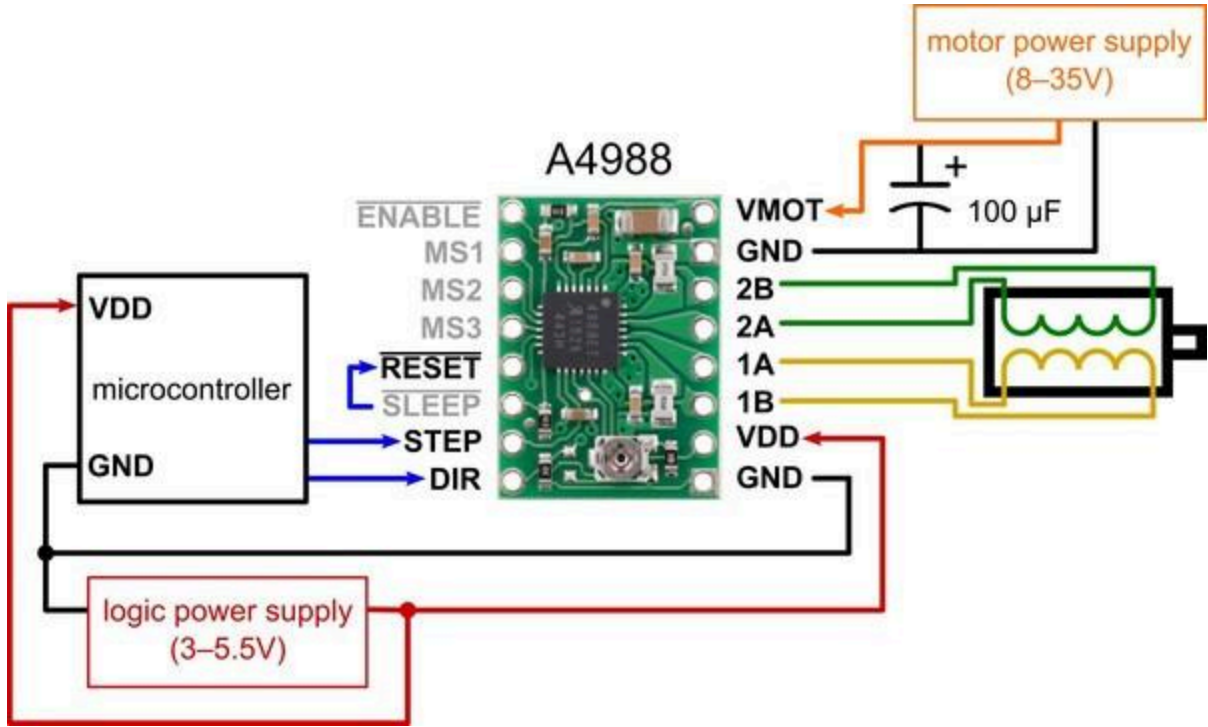 motor power supply
(8–35V)
A4988
ENABLE
MS1
MS2
MS3
RESET
SLEEP
STEP
DIR
VMOT
GND
2B
2A
1A
1B
VDD
GND
+
100 µF
VDD
microcontroller
GND
logic power supply
(3–5.5V)